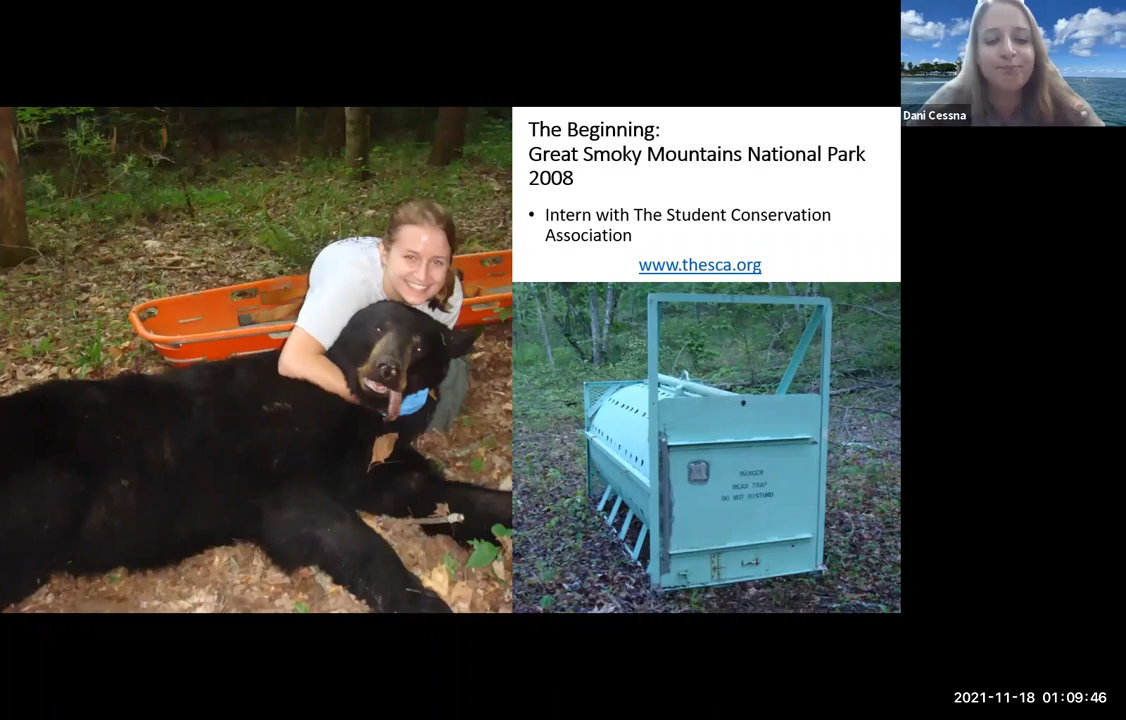 Dani Cessna
The Beginning:
Great Smoky Mountains National Park
2008
• Intern with The Student Conservation
Association
www.thesca.org
DANGER
BEAR TRAP
DO NOT DISTURB
2021-11-18 01:09:46